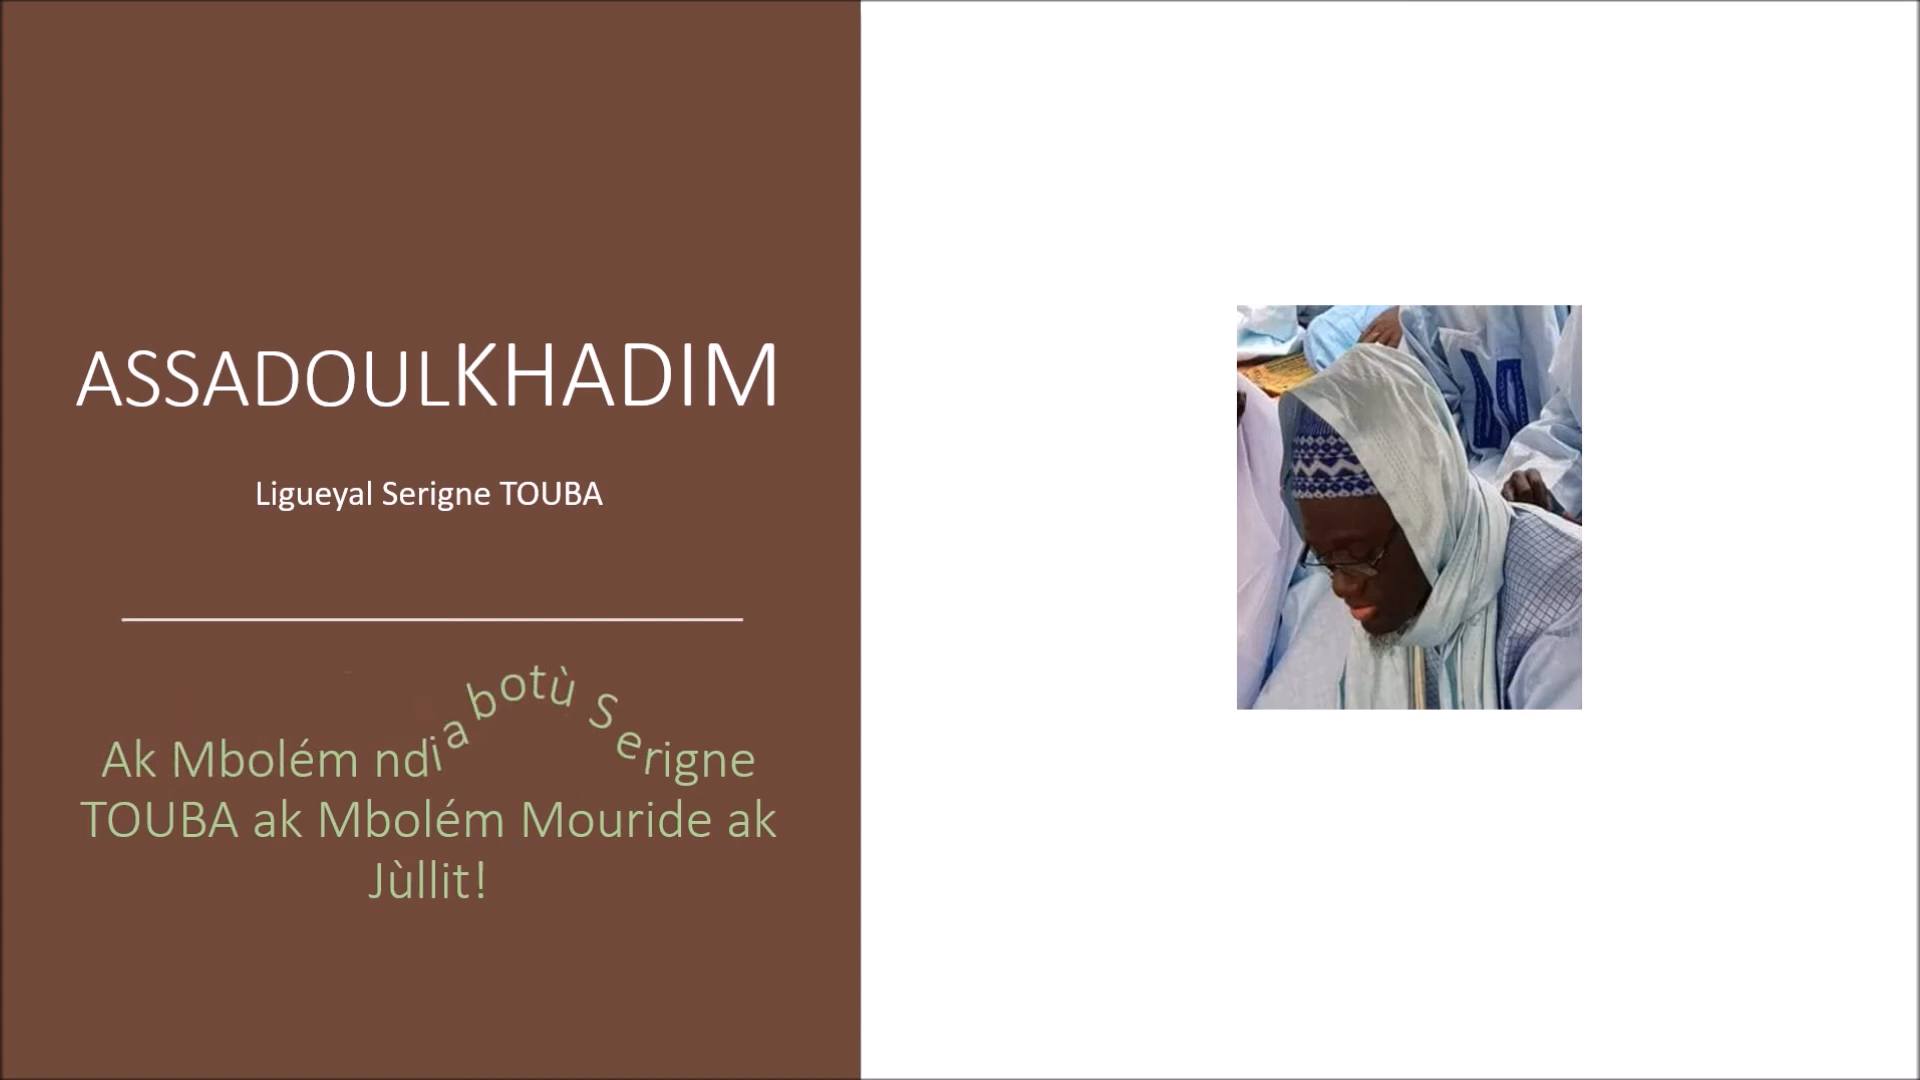 ASSADOULKHADIM
Ligueyal Serigne TOUBA
Ak Mbolém ndiabotù Serigne
TOUBA ak Mbolém Mouride ak
Jùllit!